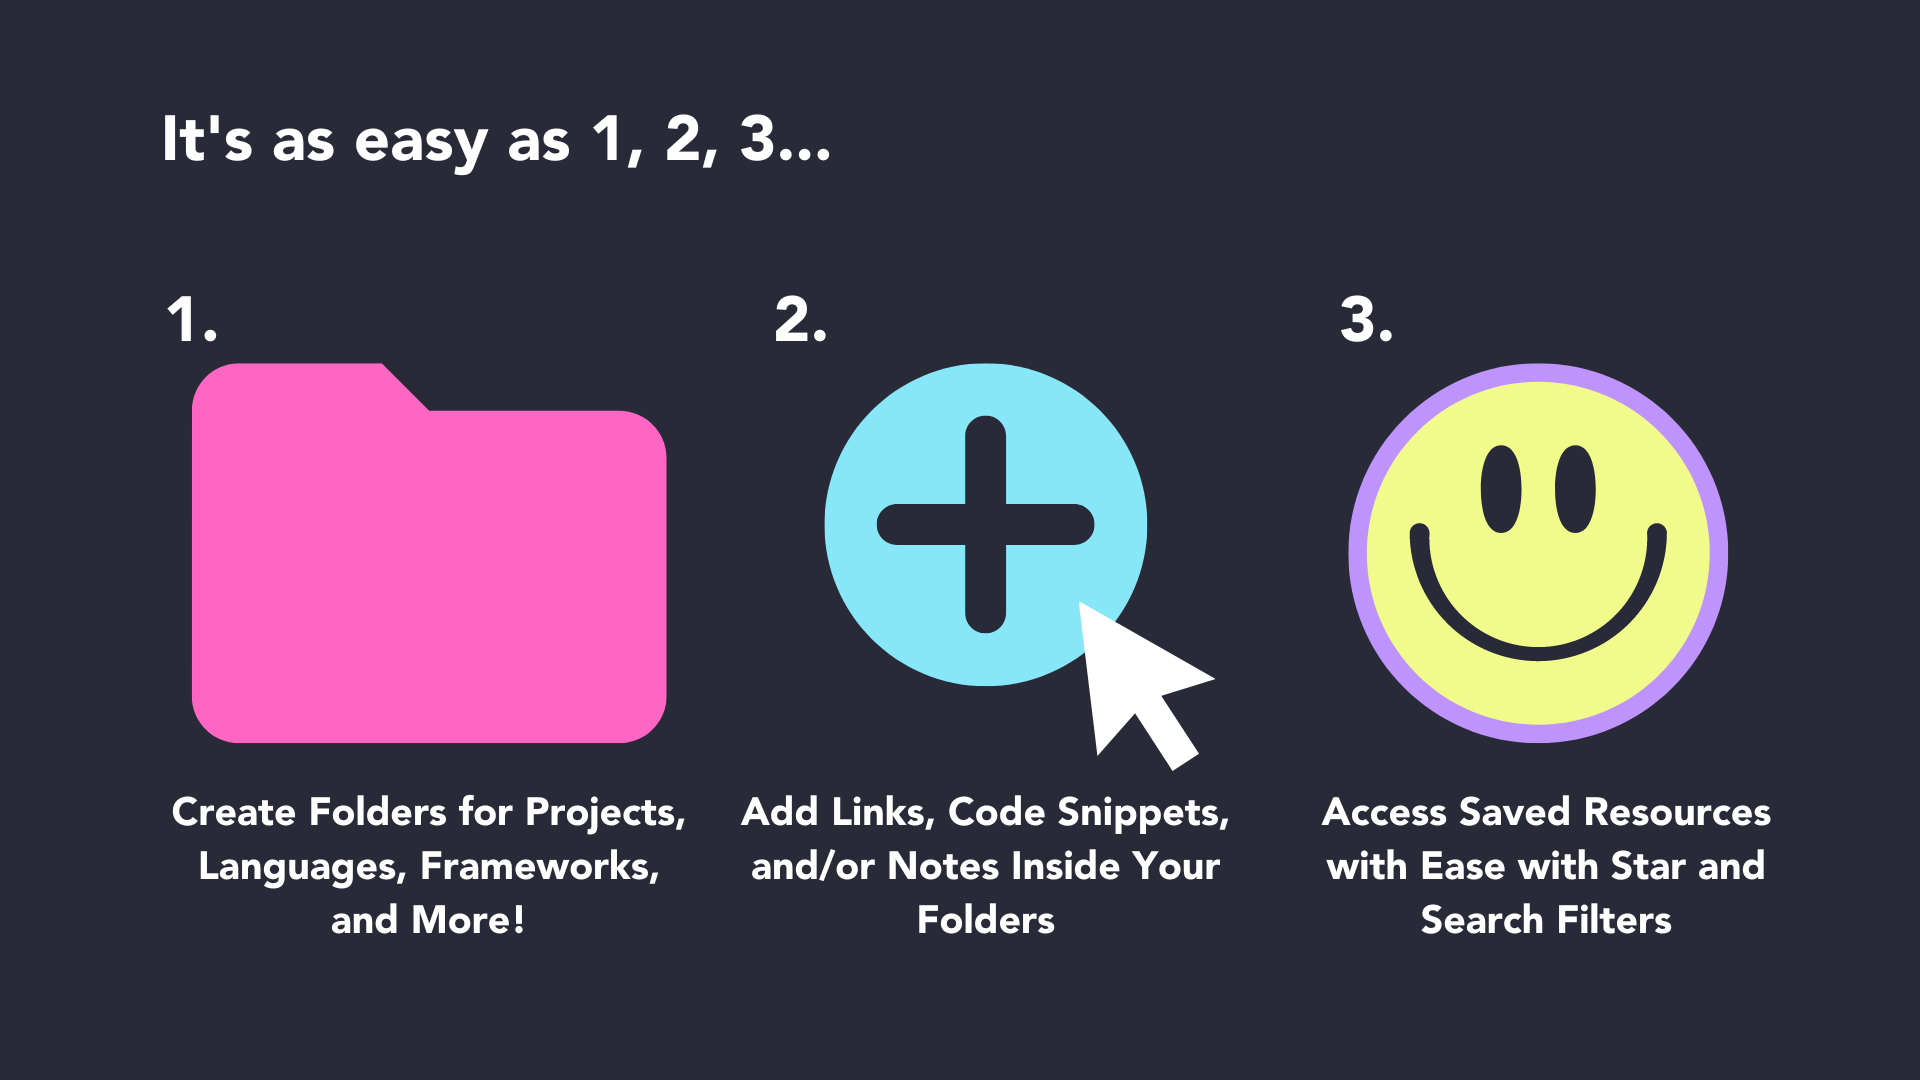 It's as easy as 1, 2, 3...
1.
Create Folders for Projects,
Languages, Frameworks,
and More!
2.
Add Links, Code Snippets,
and/or Notes Inside Your
Folders
3.
Access Saved Resources
with Ease with Star and
Search Filters